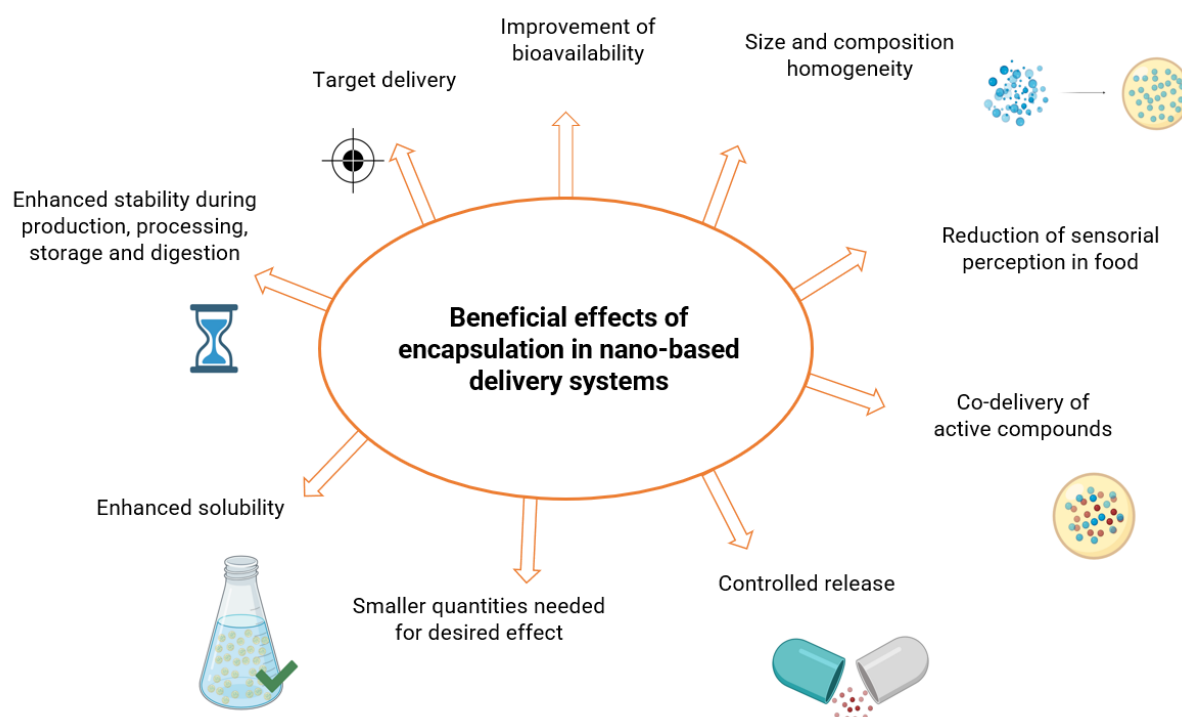 Improvement of
bioavailability
Size and composition
homogeneity
Target delivery
Enhanced stability during
production, processing,
storage and digestion
Reduction of sensorial
perception in food
Beneficial effects of
encapsulation in nano-based
delivery systems
Co-delivery of
active compounds
Enhanced solubility
Smaller quantities needed
for desired effect
Controlled release